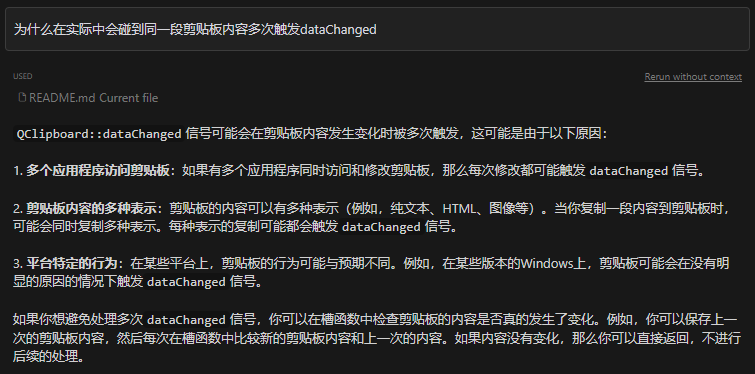 为什么在实际中会碰到同一段剪贴板内容多次触发dataChanged
USED
Rerun without context
README.md Current file
QClipboard::dataChanged 信号可能会在剪贴板内容发生变化时被多次触发，这可能是由于以下原因：
1. 多个应用程序访问剪贴板：如果有多个应用程序同时访问和修改剪贴板，那么每次修改都可能触发 dataChanged 信号。
2. 剪贴板内容的多种表示：剪贴板的内容可以有多种表示（例如，纯文本、HTML、图像等）。当你复制一段内容到剪贴板时，
可能会同时复制多种表示。每种表示的复制可能都会触发 dataChanged 信号。
3. 平台特定的行为：在某些平台上，剪贴板的行为可能与预期不同。例如，在某些版本的Windows上，剪贴板可能会在没有明
显的原因的情况下触发 dataChanged 信号。
如果你想避免处理多次 dataChanged 信号，你可以在槽函数中检查剪贴板的内容是否真的发生了变化。例如，你可以保存上一
次的剪贴板内容，然后每次在槽函数中比较新的剪贴板内容和上一次的内容。如果内容没有变化，那么你可以直接返回，不进行
后续的处理。